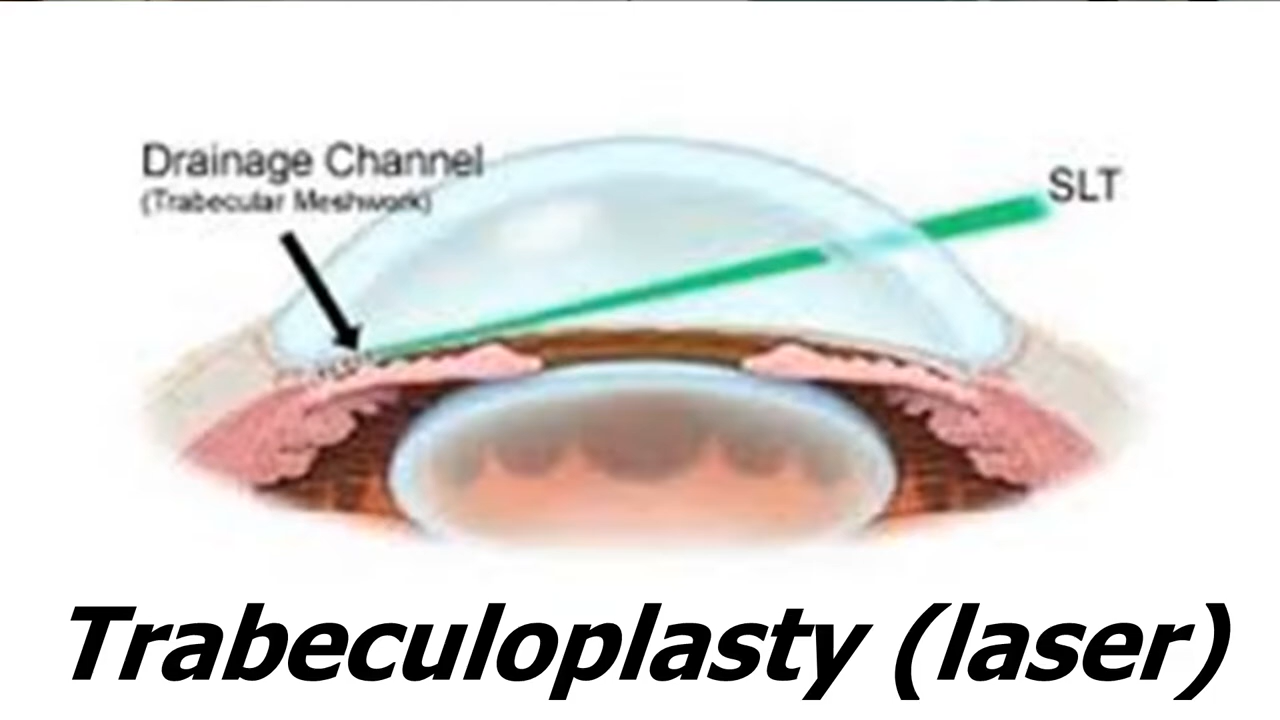 Drainage Channel
(Trabecular Meshwork)
SLT
Trabeculoplasty (laser)